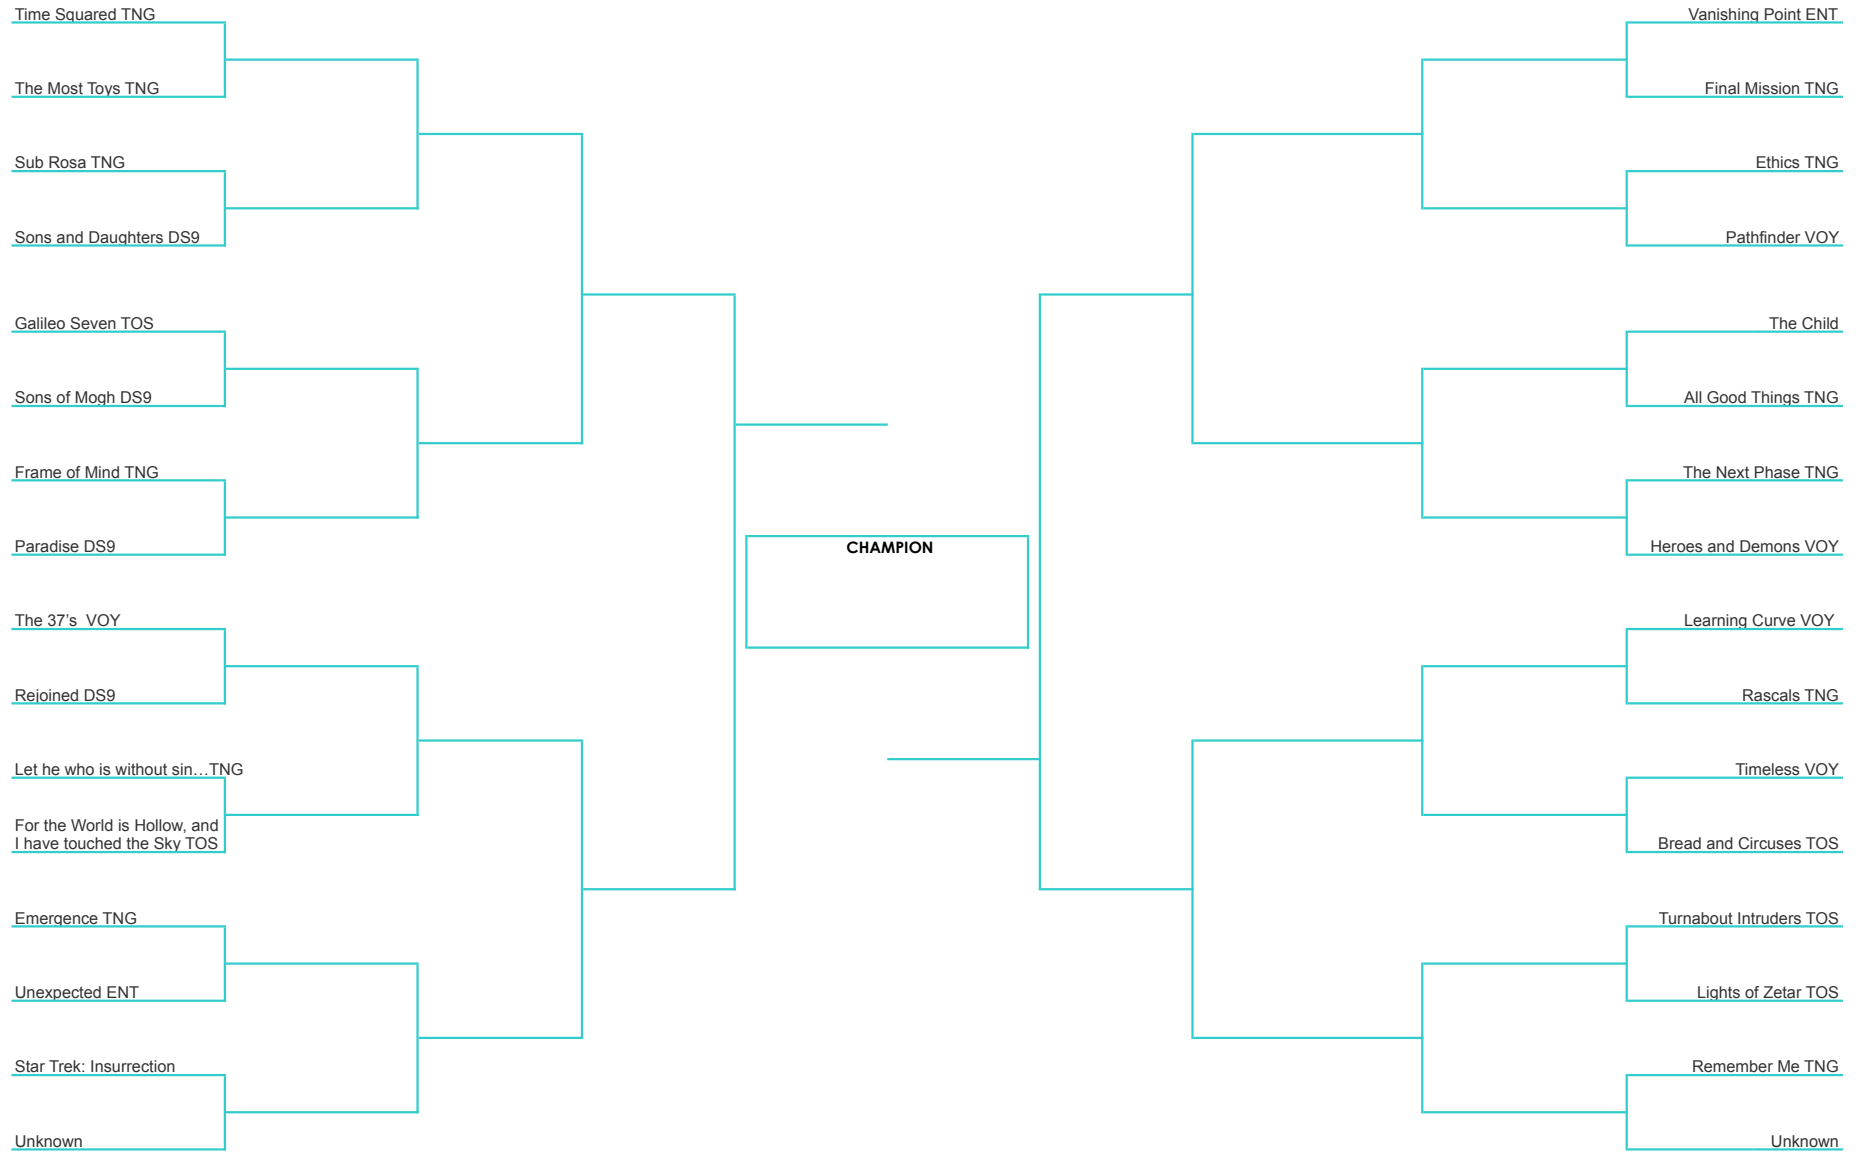 Time Squared TNG
The Most Toys TNG
Sub Rosa TNG
Sons and Daughters DS9
Galileo Seven TOS
Sons of Mogh DS9
Frame of Mind TNG
Paradise DS9
The 37's  VOY
Rejoined DS9
Let he who is without sin…TNG
For the World is Hollow, and
I have touched the Sky TOS
Emergence TNG
Unexpected ENT
Star Trek: Insurrection
Unknown
CHAMPION
Vanishing Point ENT
Final Mission TNG
Ethics TNG
Pathfinder VOY
The Child
All Good Things TNG
The Next Phase TNG
Heroes and Demons VOY
Learning Curve VOY
Rascals TNG
Timeless VOY
Bread and Circuses TOS
Turnabout Intruders TOS
Lights of Zetar TOS
Remember Me TNG
Unknown